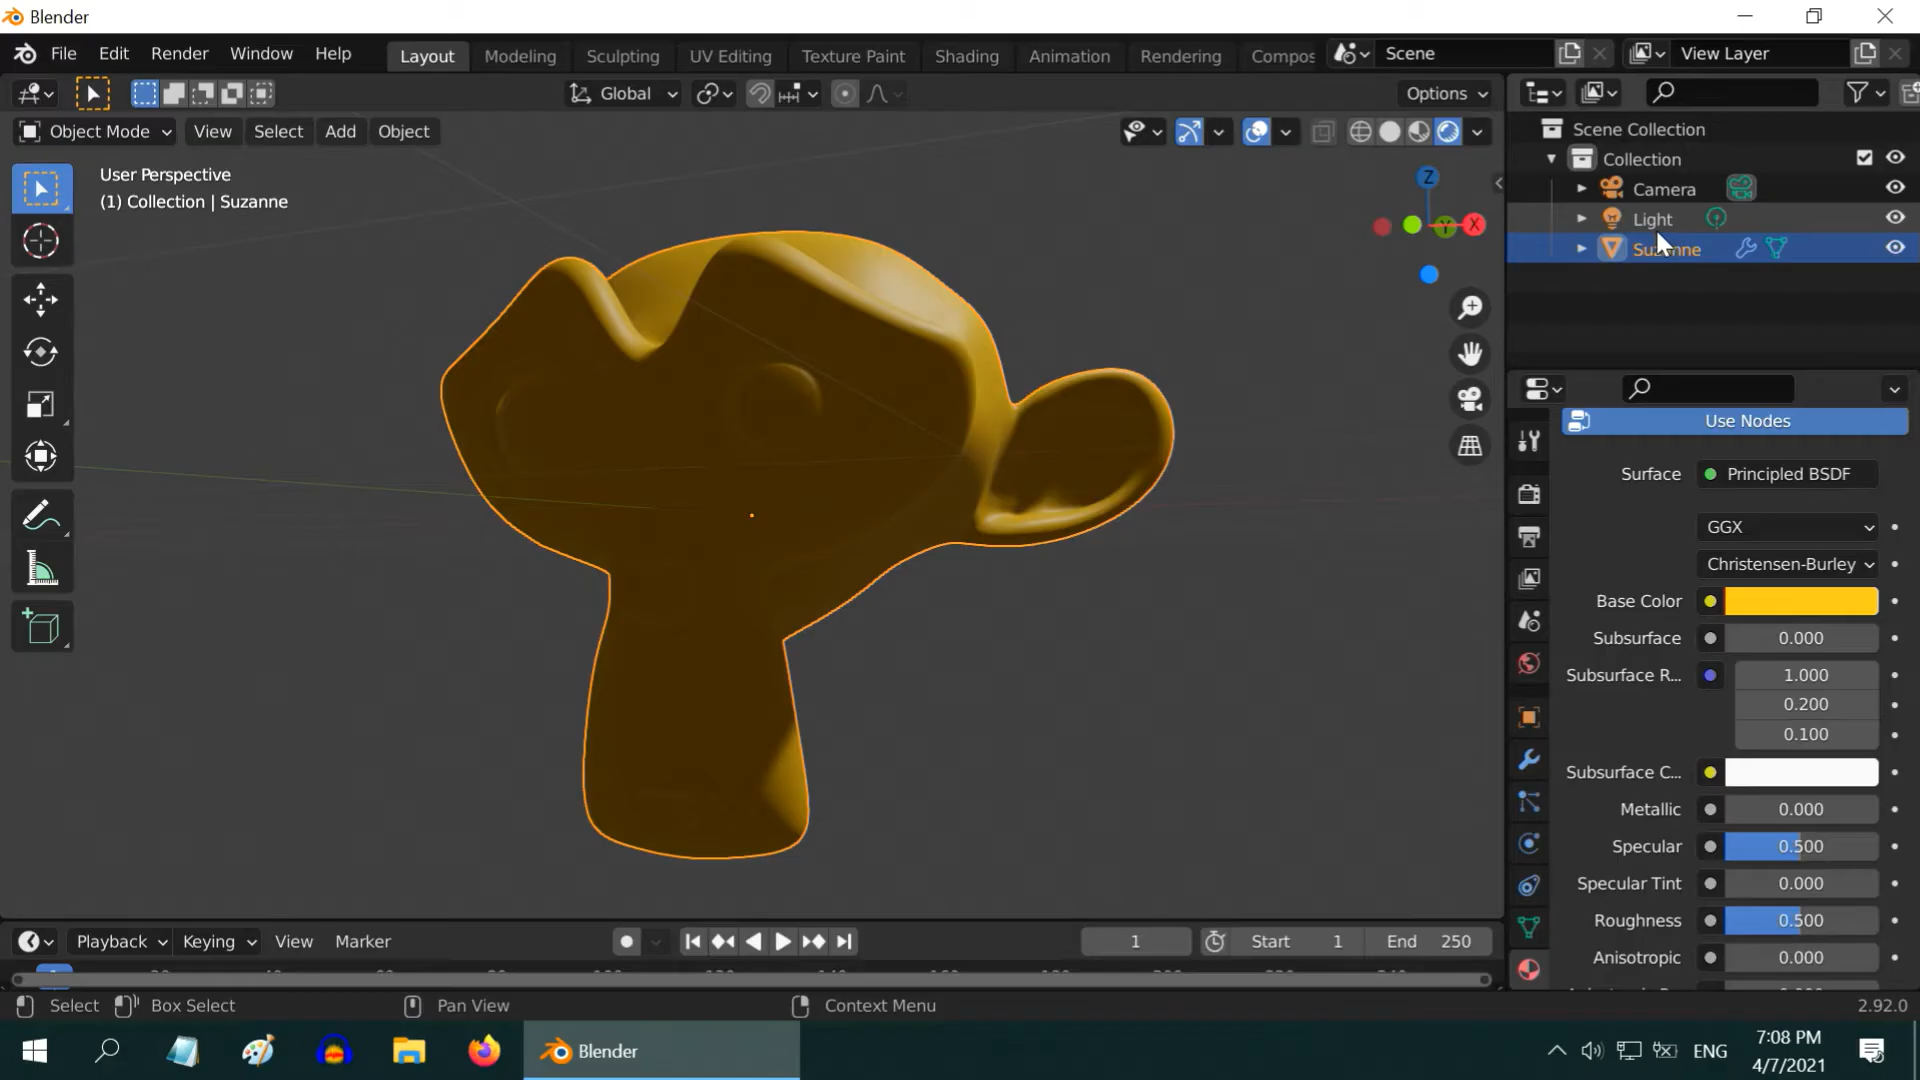 Blender
File Edit Render Window Help Layout Modeling Sculpting UV Editing Texture Paint Shading Animation Rendering Compos Scene View Layer
Global Options
Object Mode View Select Add Object
User Perspective
(1) Collection | Suzanne
Z
Y X
Scene Collection
Collection
Camera
Light
Suzanne
Use Nodes
Surface Principled BSDF
GGX
Christensen-Burley
Base Color
Subsurface 0.000
Subsurface R... 1.000
0.200
0.100
Subsurface C...
Metallic 0.000
Specular 0.500
Specular Tint 0.000
Roughness 0.500
Anisotropic 0.000
Playback Keying View Marker 1 Start 1 End 250
Select Box Select Pan View Context Menu 2.92.0
Blender ENG 7:08 PM
4/7/2021